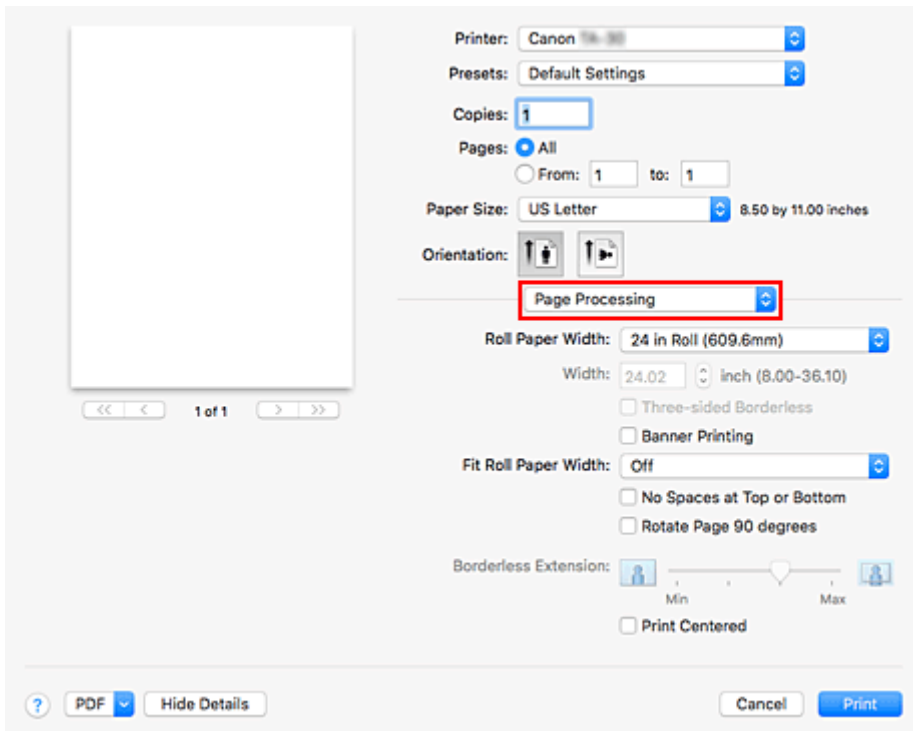 Printer: Canon
Presets: Default Settings
Copies: 1
Pages: All
From: 1 to: 1
Paper Size: US Letter 8.50 by 11.00 inches
Orientation:
Page Processing
Roll Paper Width: 24 in Roll (609.6mm)
Width: 24.02 inch (8.00-36.10)
Three-sided Borderless
1 of 1
Banner Printing
Fit Roll Paper Width: Off
No Spaces at Top or Bottom
Rotate Page 90 degrees
Borderless Extension:
Min Max
Print Centered
? PDF Hide Details Cancel Print